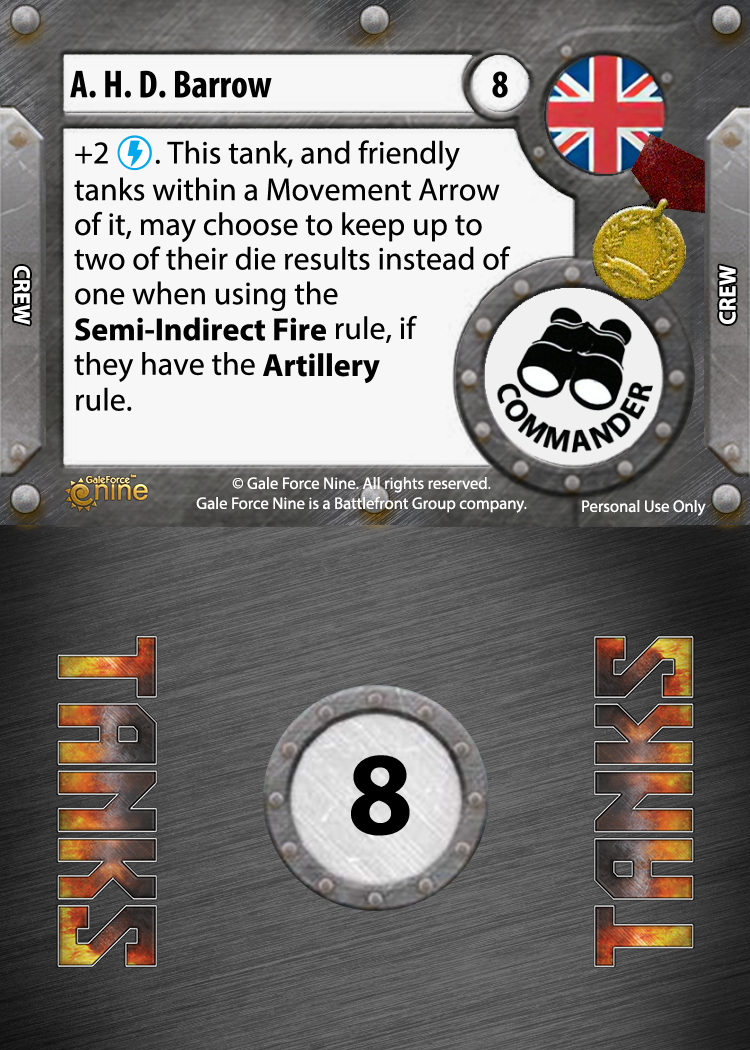 A. H. D. Barrow
8
+2 . This tank, and friendly
tanks within a Movement Arrow
of it, may choose to keep up to
two of their die results instead of
one when using the
Semi-Indirect Fire rule, if
they have the Artillery
rule.
CREW
CREW
COMMANDER
GaleForce™
nine
© Gale Force Nine. All rights reserved.
Gale Force Nine is a Battlefront Group company.
Personal Use Only
TANKS
8
TANKS